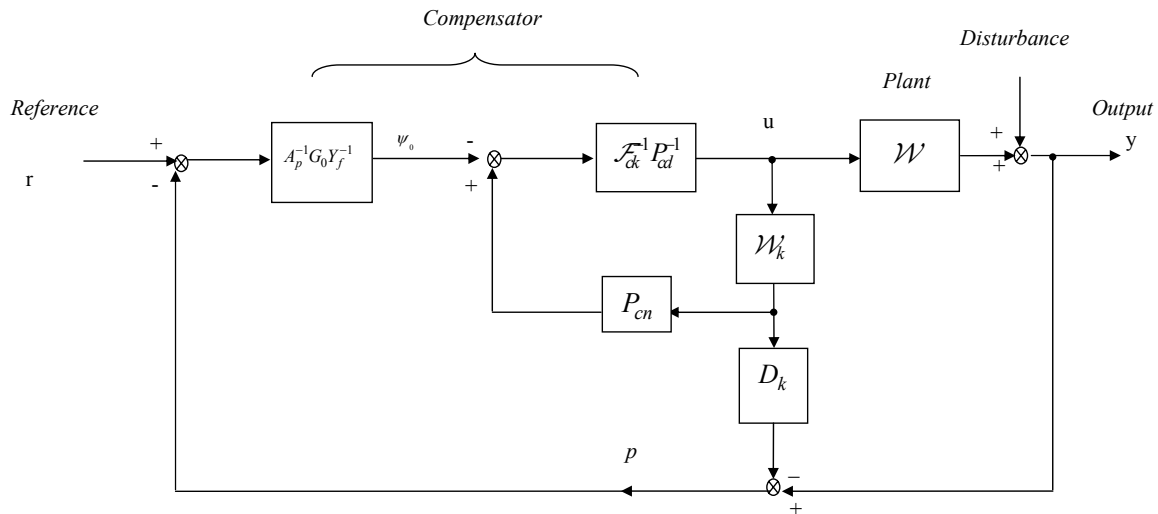 Compensator
Disturbance
Plant
Reference
Output
+
A_p^{-1}G_0Y_f^{-1}
ψ_0
-
ℱ_{ck}^{-1}P_{cd}^{-1}
u
𝒲
+
y
-
+
+
r
𝒲_k
P_{cn}
D_k
p
−
+